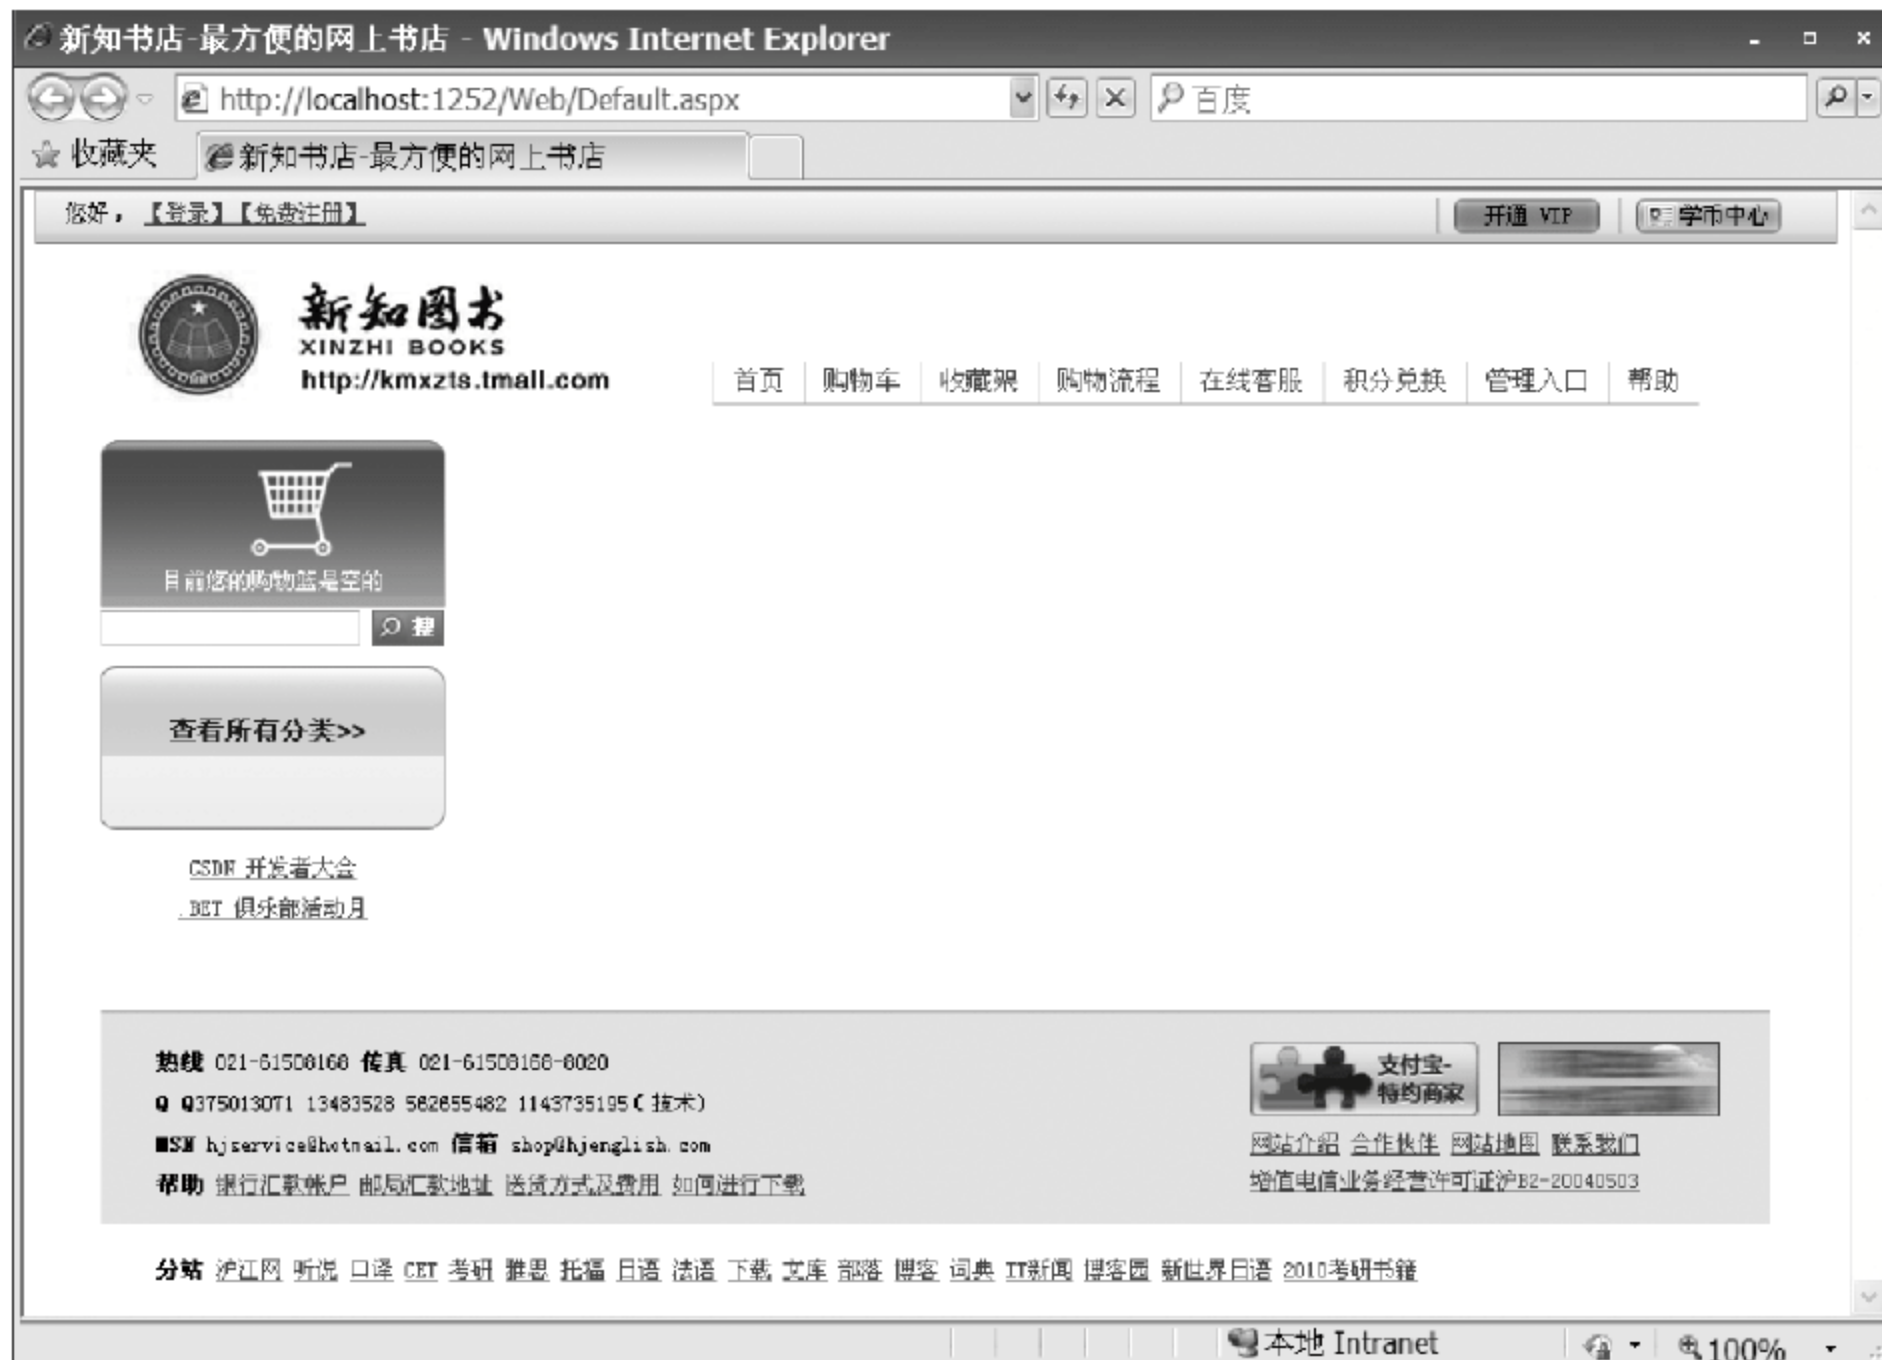 新知书店-最方便的网上书店 - Windows Internet Explorer
http://localhost:1252/Web/Default.aspx
百度
收藏夹
新知书店-最方便的网上书店
您好，【登录】【免费注册】
开通 VIP
学币中心
新知图书
XINZHI BOOKS
http://kmxzts.tmall.com
首页 购物车 收藏架 购物流程 在线客服 积分兑换 管理入口 帮助
目前您的购物篮是空的
搜
查看所有分类>>
CSDN 开发者大会
.BET 俱乐部活动月
热线 021-61508168 传真 021-61508168-8020
Q Q375013071 13483528 562655482 1143735195(技术)
MSN hjservice@hotmail.com 信箱 shop@hjenglish.com
帮助 银行汇款帐户 邮局汇款地址 送货方式及费用 如何进行下载
支付宝-
特约商家
网站介绍 合作伙伴 网站地图 联系我们
增值电信业务经营许可证沪B2-20040503
分站 沪江网 听说 口译 CET 考研 雅思 托福 日语 法语 下载 文库 部落 博客 词典 IT新闻 博客园 新世界日语 2010考研书籍
本地 Intranet
100%